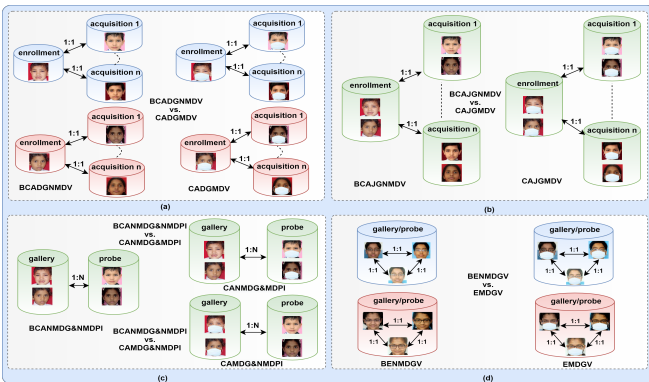 acquisition 1
enrollment
1:1
1:1
acquisition n
acquisition 1
enrollment
1:1
1:1
acquisition n
BCADGNMDV
vs.
CADGMDV
acquisition 1
enrollment
1:1
1:1
acquisition n
BCADGNMDV
acquisition 1
enrollment
1:1
1:1
acquisition n
CADGMDV
(a)
acquisition 1
1:1
enrollment
1:1
acquisition n
BCAJGNMDV
BCAJGNMDV
vs.
CAJGMDV
acquisition 1
1:1
enrollment
1:1
acquisition n
CAJGMDV
(b)
gallery
probe
1:N
BCANMDG&NMDPI
BCANMDG&NMDPI
vs.
CANMDG&MDPI
gallery
probe
1:N
CANMDG&MDPI
BCANMDG&NMDPI
vs.
CAMDG&NMDPI
gallery
probe
1:N
CAMDG&NMDPI
(c)
gallery/probe
1:1
1:1
1:1
gallery/probe
1:1
1:1
1:1
BENMDGV
BENMDGV
vs.
EMDGV
gallery/probe
1:1
1:1
1:1
gallery/probe
1:1
1:1
1:1
EMDGV
(d)